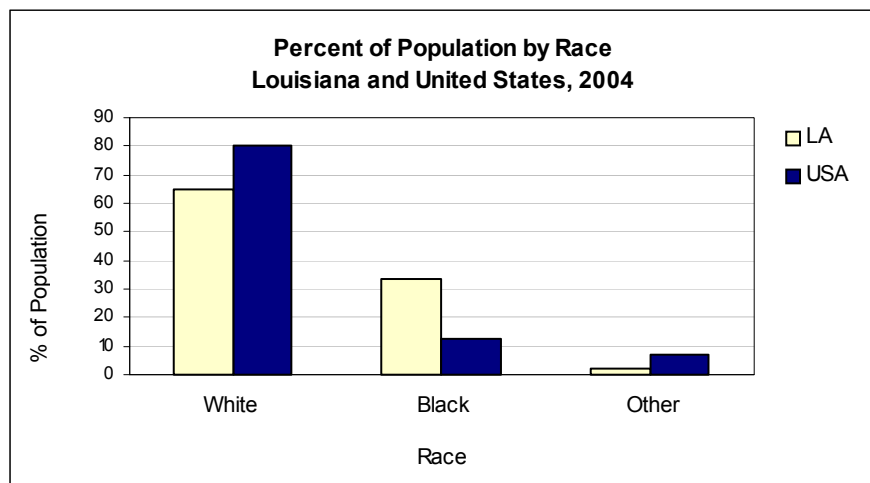 Percent of Population by Race
Louisiana and United States, 2004
% of Population
90
80
70
60
50
40
30
20
10
0
White Black Other
Race
LA
USA